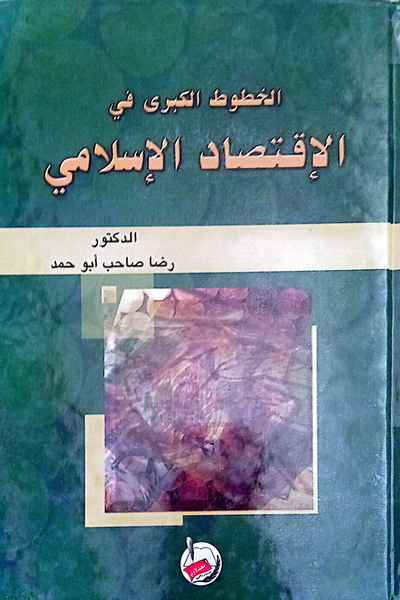 الخطوط الكبرى في
الإقتصاد الإسلامي
الدكتور
رضا صاحب أبو حمد